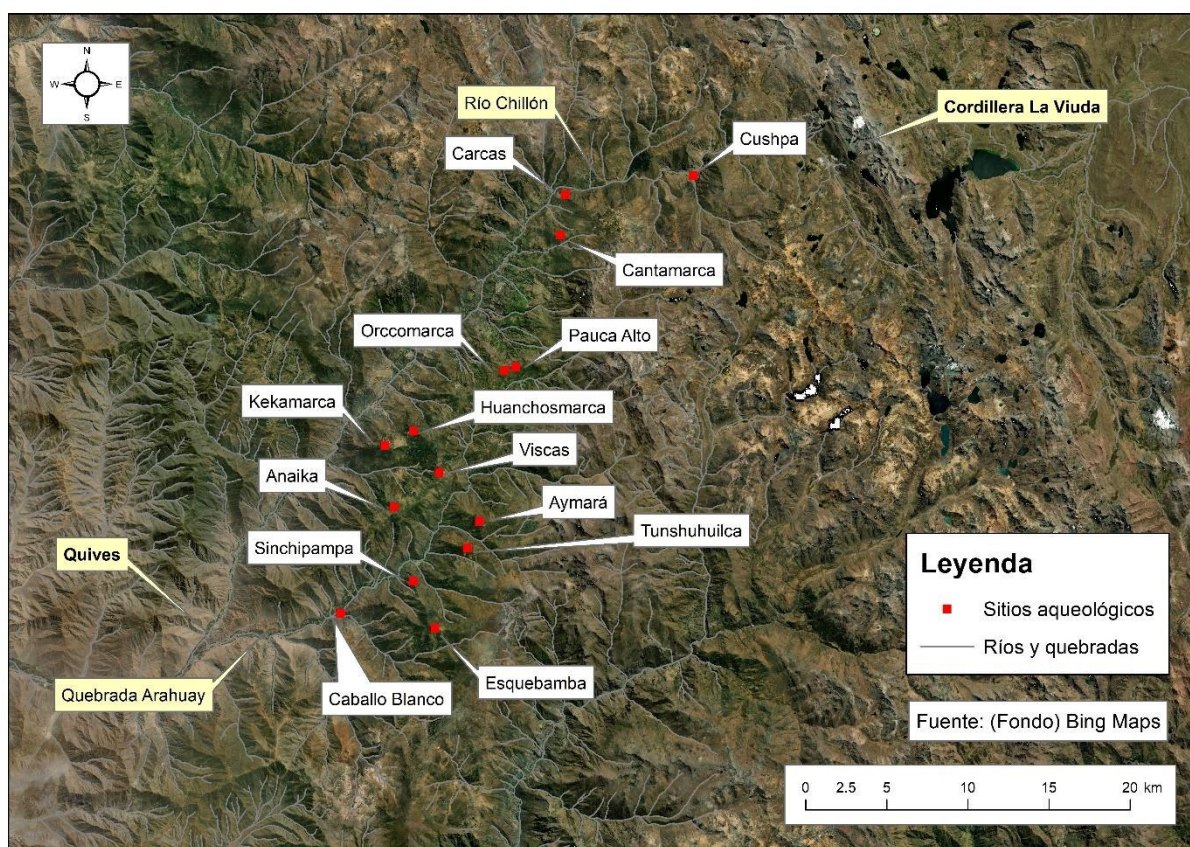 N
W
E
S
Río Chillón
Cordillera La Viuda
Carcas
Cushpa
Cantamarca
Orccomarca
Pauca Alto
Kekamarca
Huanchosmarca
Viscas
Anaika
Aymará
Sinchipampa
Tunshuhuilca
Quives
Quebrada Arahuay
Caballo Blanco
Esquebamba
Leyenda
Sitios aqueológicos
Ríos y quebradas
Fuente: (Fondo) Bing Maps
0 2.5 5 10 15 20 km